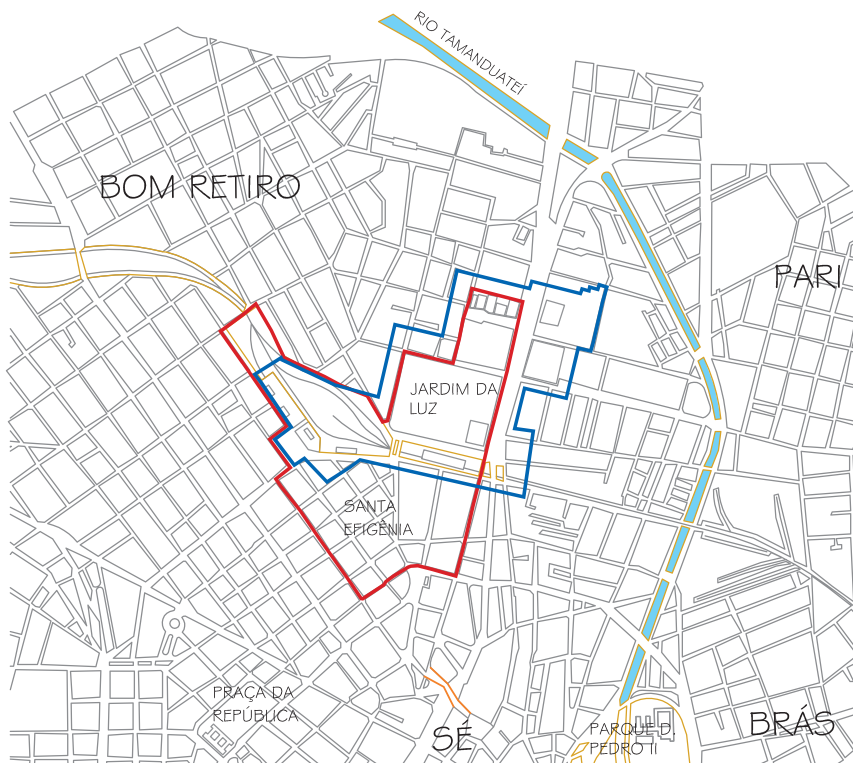 RIO TAMANDUATEÍ
BOM RETIRO
PARI
JARDIM DA
LUZ
SANTA
EFIGÊNIA
PRAÇA DA
REPÚBLICA
SÉ
PARQUE D.
PEDRO II
BRÁS